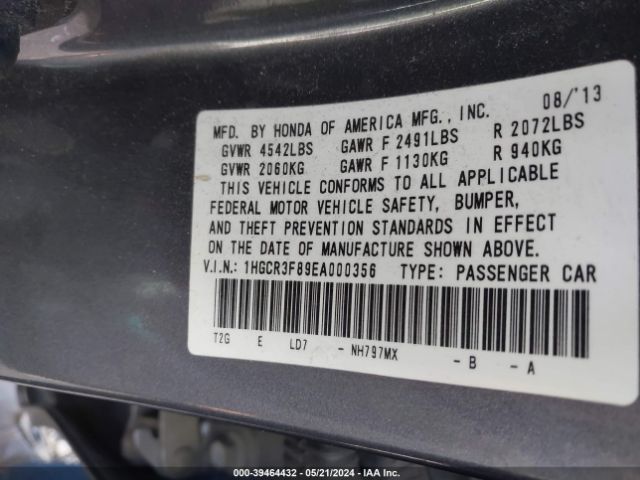 MFD. BY HONDA OF AMERICA MFG., INC. 08/'13
GVWR 4542LBS GAWR F 2491LBS R 2072LBS
GVWR 2060KG GAWR F 1130KG R 940KG
THIS VEHICLE CONFORMS TO ALL APPLICABLE
FEDERAL MOTOR VEHICLE SAFETY, BUMPER,
AND THEFT PREVENTION STANDARDS IN EFFECT
ON THE DATE OF MANUFACTURE SHOWN ABOVE.
V.I.N.: 1HGCR3F89EA000356 TYPE: PASSENGER CAR
T2G E LD7 - NH797MX - B - A
000-39464432 - 05/21/2024 - IAA Inc.